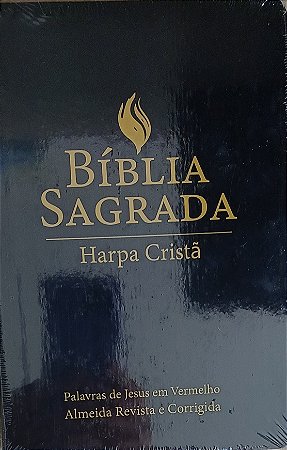 BÍBLIA
SAGRADA
Harpa Cristã
Palavras de Jesus em Vermelho
Almeida Revista e Corrigida